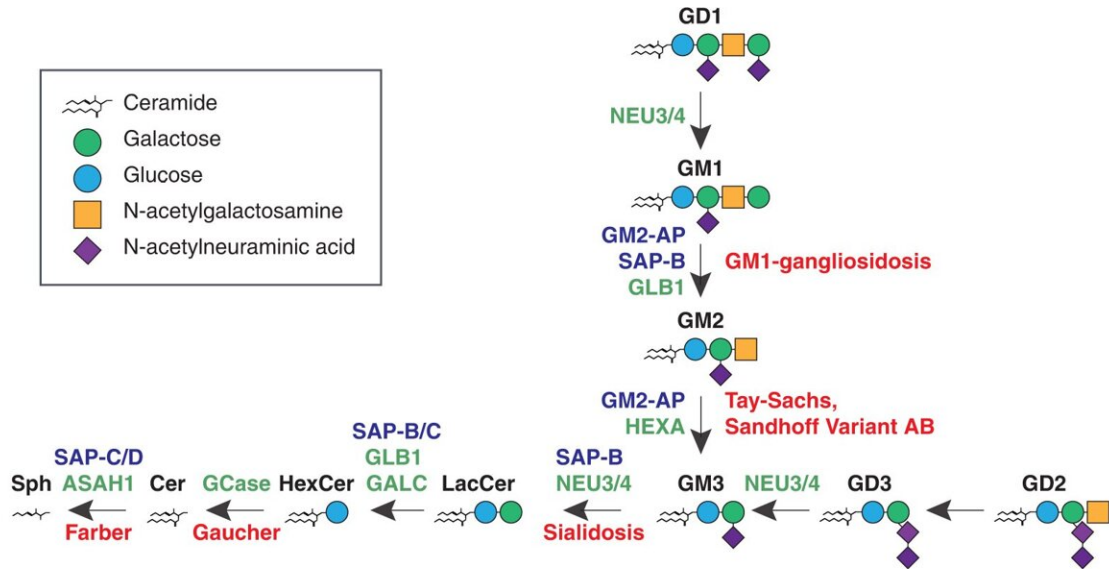 GD1
Ceramide
Galactose
Glucose
N-acetylgalactosamine
N-acetylneuraminic acid
NEU3/4
GM1
GM2-AP
SAP-B
GLB1
GM1-gangliosidosis
GM2
GM2-AP
HEXA
Tay-Sachs,
Sandhoff Variant AB
Sph
SAP-C/D
ASAH1
Farber
Cer
GCase
Gaucher
HexCer
SAP-B/C
GLB1
GALC
LacCer
SAP-B
NEU3/4
Sialidosis
GM3
NEU3/4
GD3
GD2